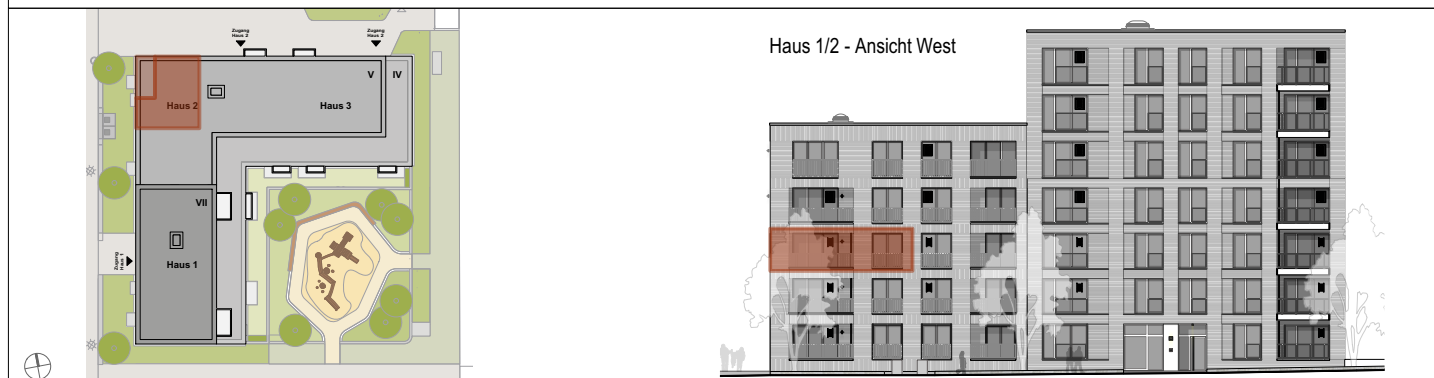 Zugang
Haus 2
Zugang
Haus 2
V
IV
Haus 2
Haus 3
VII
Haus 1
Zugang
Haus 1
Haus 1/2 - Ansicht West